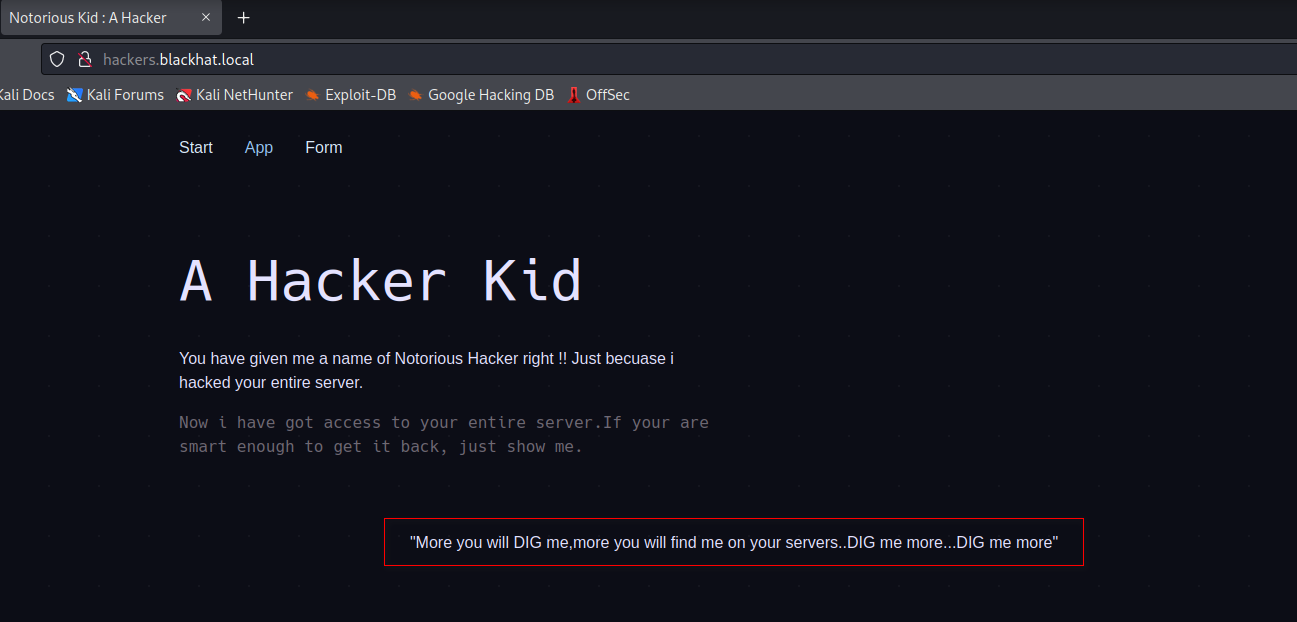 Notorious Kid : A Hacker
hackers.blackhat.local
Kali Docs Kali Forums Kali NetHunter Exploit-DB Google Hacking DB OffSec
Start App Form
A Hacker Kid
You have given me a name of Notorious Hacker right !! Just becuase i
hacked your entire server.
Now i have got access to your entire server.If your are
smart enough to get it back, just show me.
"More you will DIG me,more you will find me on your servers..DIG me more...DIG me more"